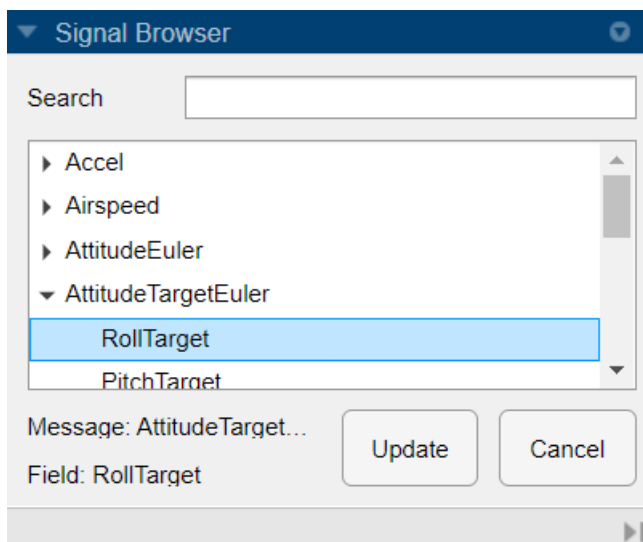 Signal Browser
Search
Accel
Airspeed
AttitudeEuler
AttitudeTargetEuler
RollTarget
PitchTarget
Message: AttitudeTarget...
Field: RollTarget
Update
Cancel